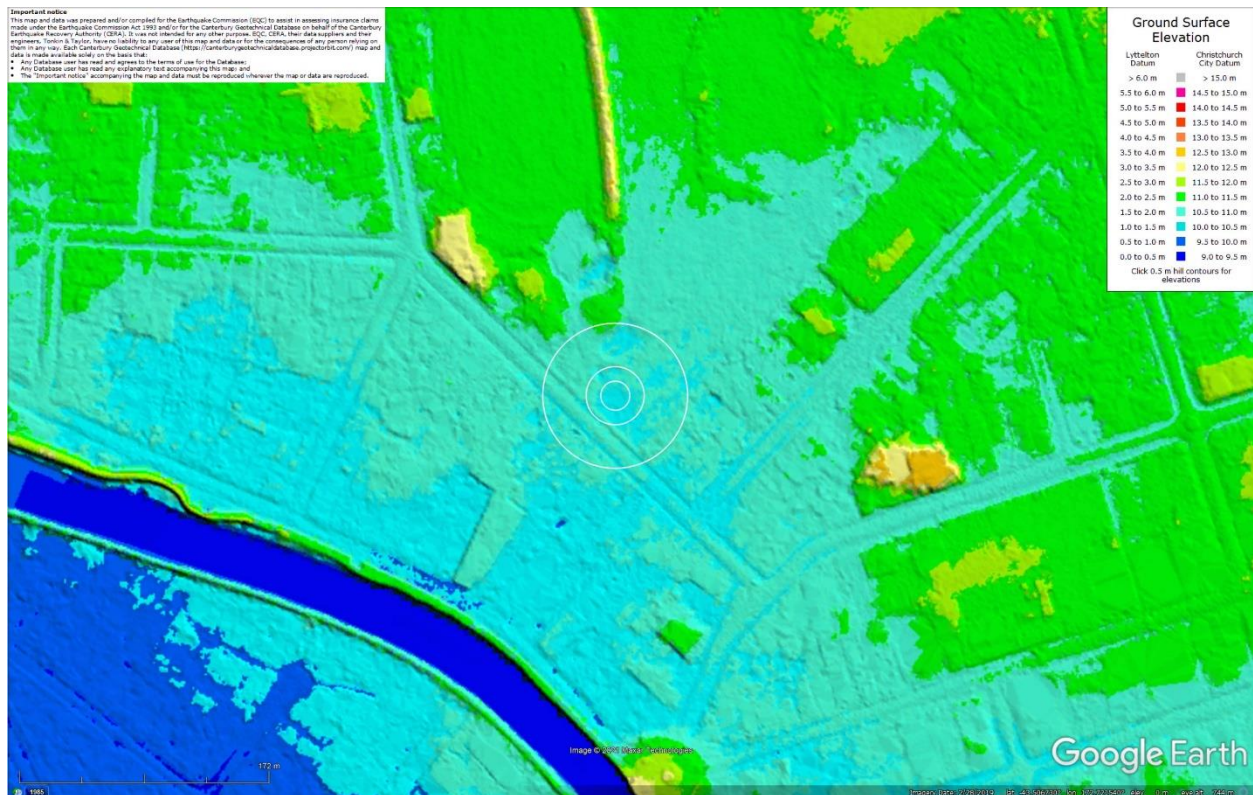 Important notice
This map and data was prepared and/or compiled for the Earthquake Commission (EQC) to assist in assessing insurance claims
made under the Earthquake Commission Act 1993 and/or for the Canterbury Geotechnical Database on behalf of the Canterbury
Earthquake Recovery Authority (CERA). It was not intended for any other purpose. EQC, CERA, their data suppliers and their
engineers, Tonkin & Taylor, have no liability to any user of this map and data or for the consequences of any person relying on
them in any way. Each Canterbury Geotechnical Database (https://canterburygeotechnicaldatabase.projectorbit.com/) map and
data is made available solely on the basis that:
• Any Database user has read and agrees to the terms of use for the Database;
• Any Database user has read any explanatory text accompanying this map; and
• The "Important notice" accompanying the map and data must be reproduced wherever the map or data are reproduced.
Ground Surface
Elevation
Lyttelton Datum Christchurch City Datum
> 6.0 m > 15.0 m
5.5 to 6.0 m 14.5 to 15.0 m
5.0 to 5.5 m 14.0 to 14.5 m
4.5 to 5.0 m 13.5 to 14.0 m
4.0 to 4.5 m 13.0 to 13.5 m
3.5 to 4.0 m 12.5 to 13.0 m
3.0 to 3.5 m 12.0 to 12.5 m
2.5 to 3.0 m 11.5 to 12.0 m
2.0 to 2.5 m 11.0 to 11.5 m
1.5 to 2.0 m 10.5 to 11.0 m
1.0 to 1.5 m 10.0 to 10.5 m
0.5 to 1.0 m 9.5 to 10.0 m
0.0 to 0.5 m 9.0 to 9.5 m
Click 0.5 m hill contours for
elevations
Technologies
Google Earth
172 m
1985
Imagery Date: 2/28/2019